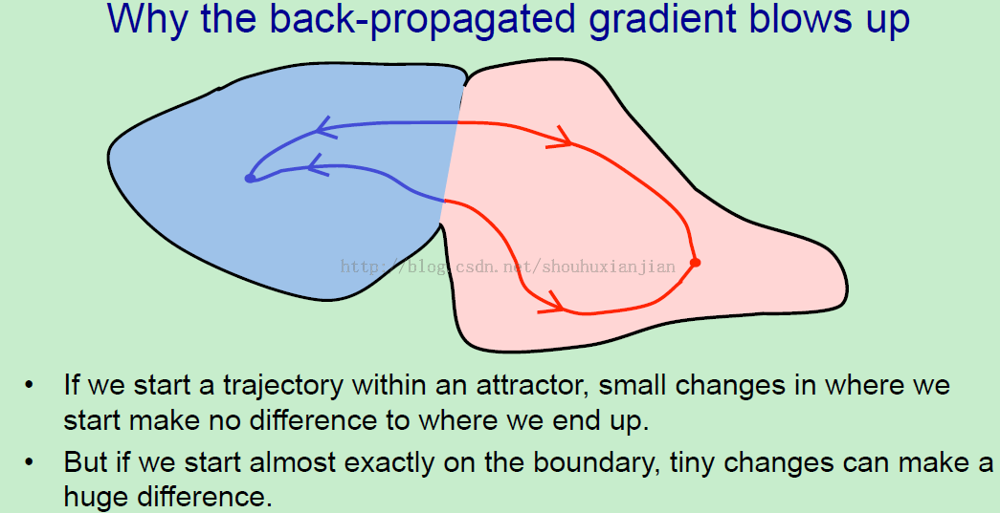 Why the back-propagated gradient blows up
http://blog.csdn.net/shouhuxianjian
• If we start a trajectory within an attractor, small changes in where we
start make no difference to where we end up.
• But if we start almost exactly on the boundary, tiny changes can make a
huge difference.